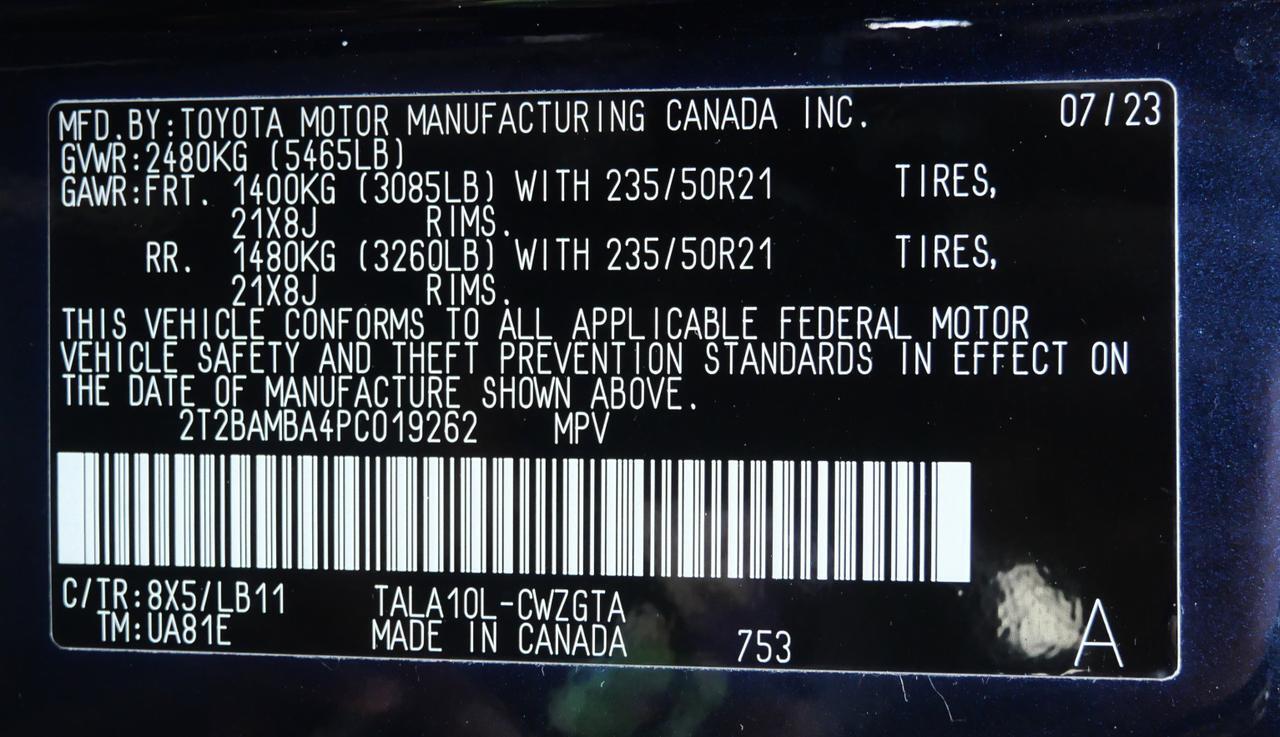 MFD.BY:TOYOTA MOTOR MANUFACTURING CANADA INC. 07/23
GVWR:2480KG (5465LB)
GAWR:FRT. 1400KG (3085LB) WITH 235/50R21 TIRES,
21X8J RIMS.
RR. 1480KG (3260LB) WITH 235/50R21 TIRES,
21X8J RIMS.
THIS VEHICLE CONFORMS TO ALL APPLICABLE FEDERAL MOTOR
VEHICLE SAFETY AND THEFT PREVENTION STANDARDS IN EFFECT ON
THE DATE OF MANUFACTURE SHOWN ABOVE.
2T2BAMBA4PC019262 MPV
C/TR:8X5/LB11 TALA10L-CWZGTA
TM:UA81E MADE IN CANADA 753 A